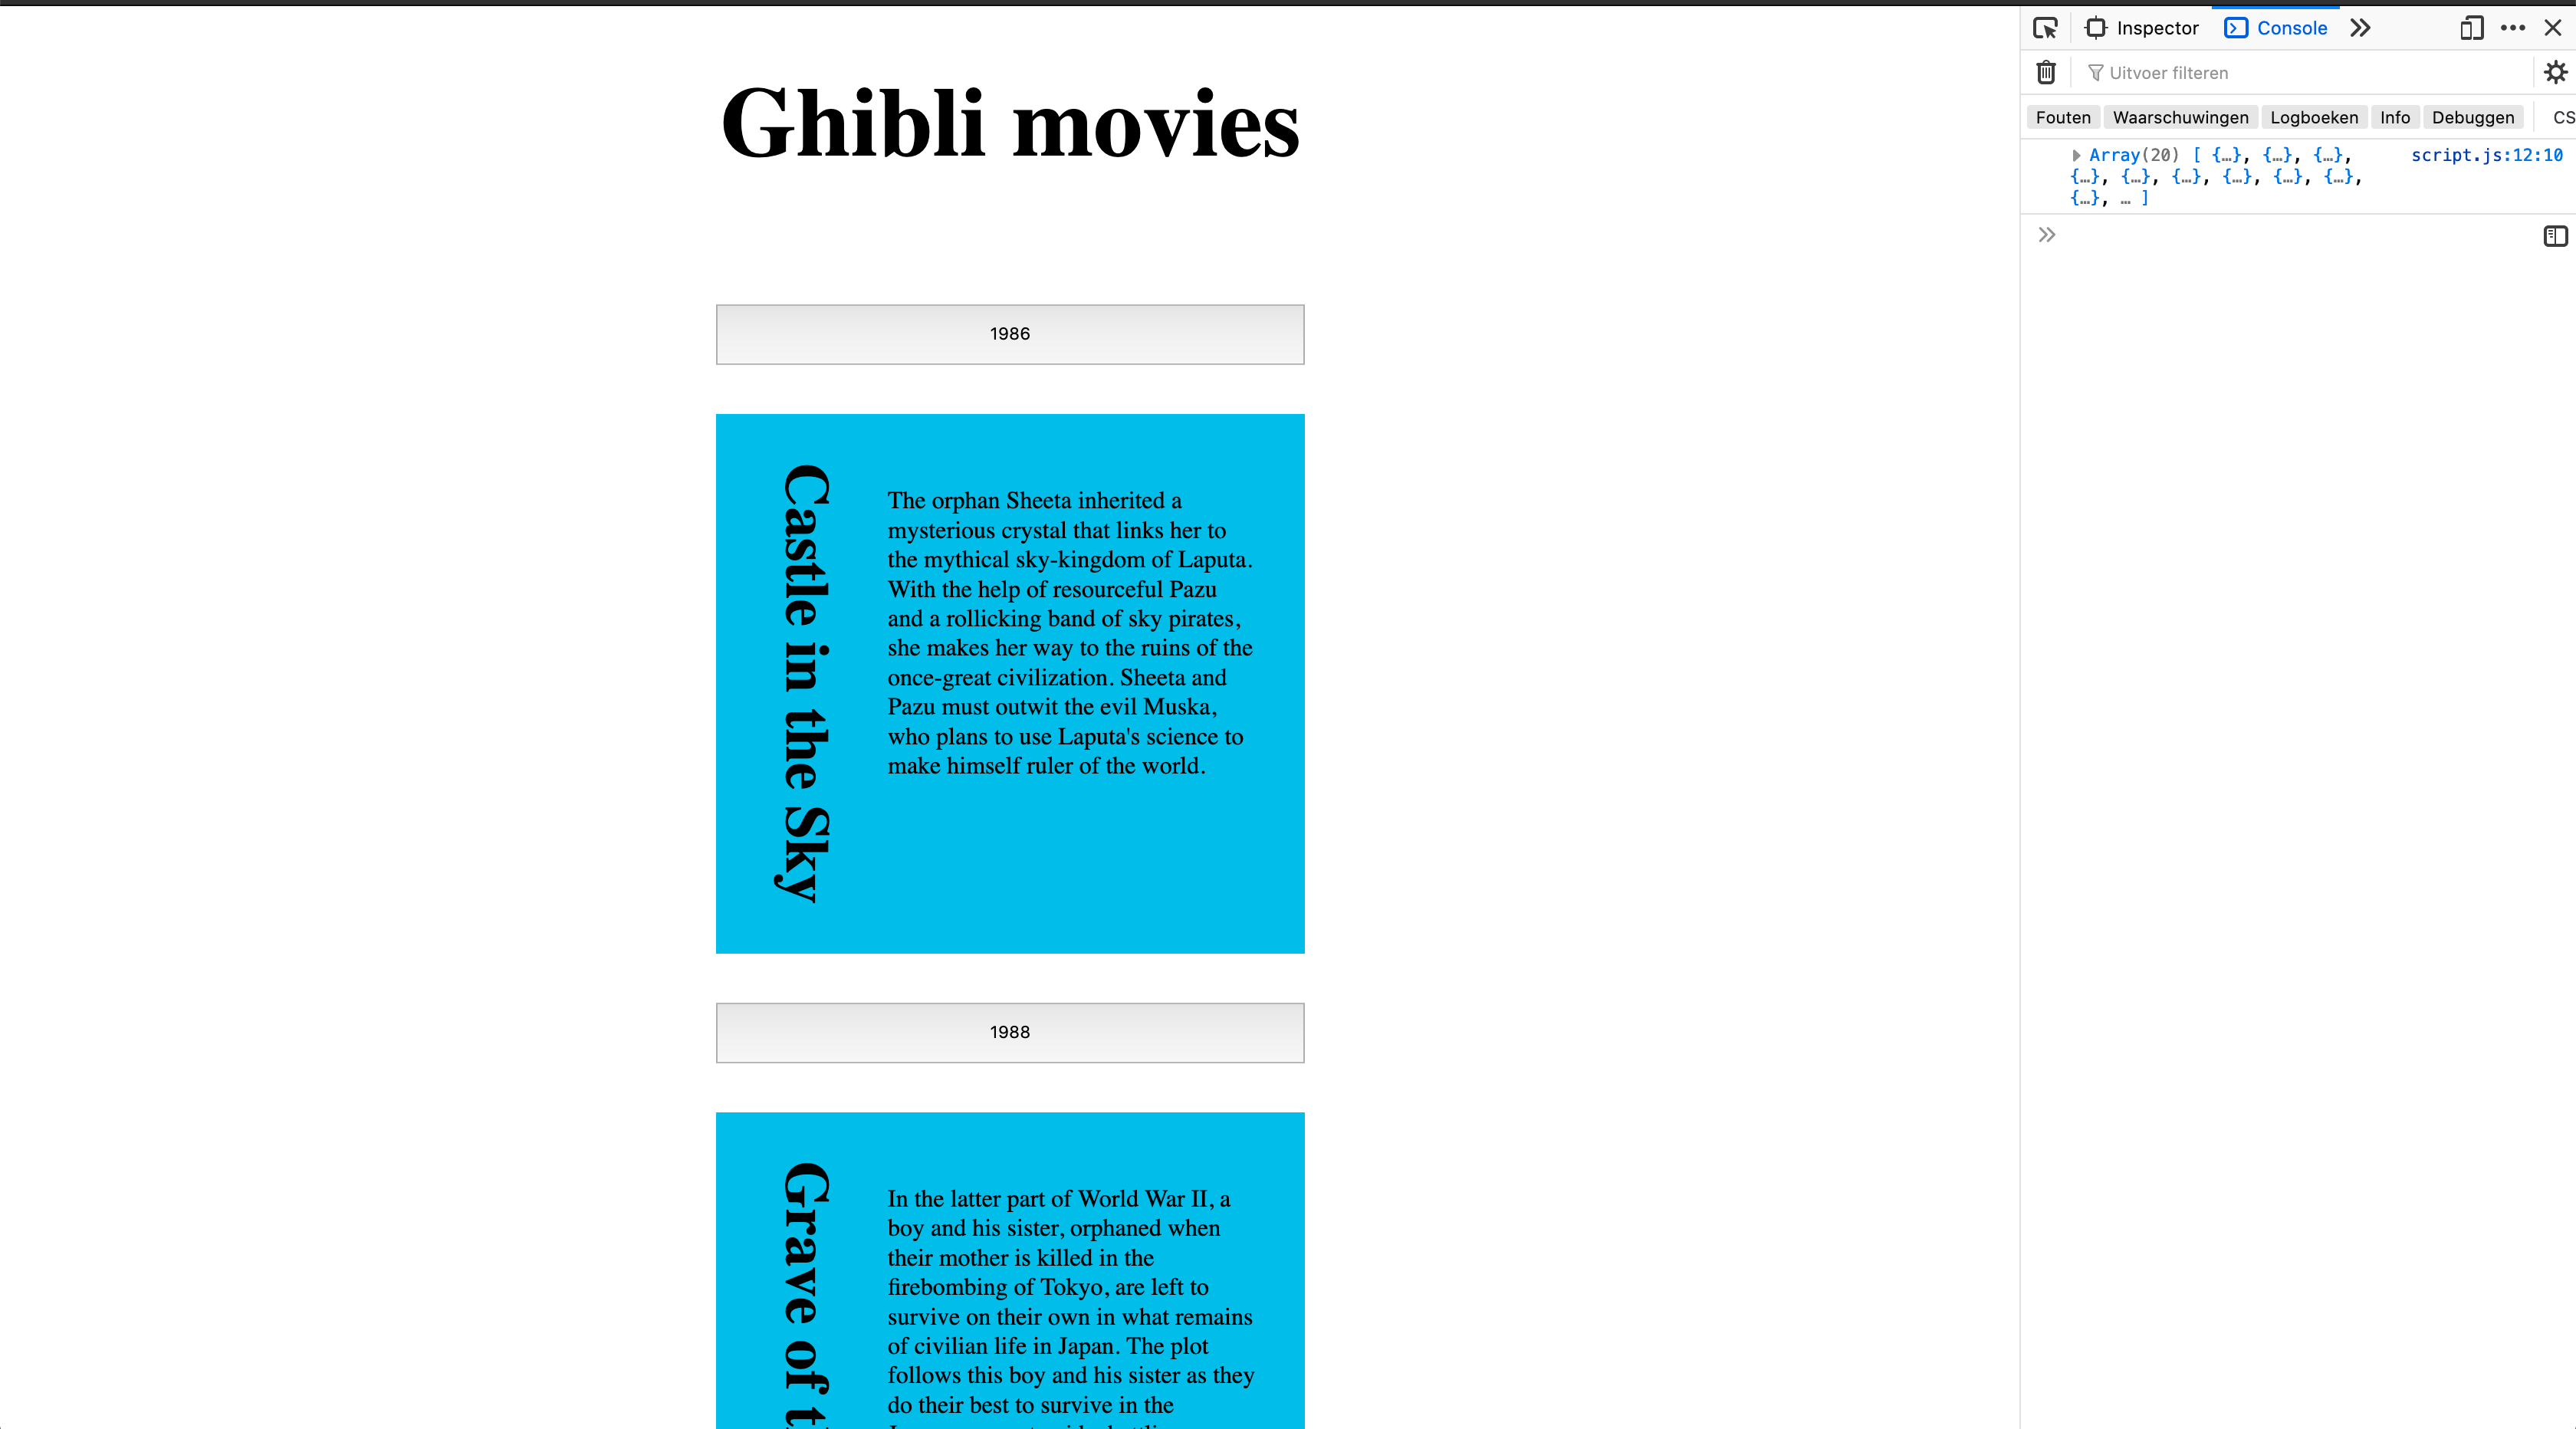 Ghibli movies
1986
Castle in the Sky
The orphan Sheeta inherited a
mysterious crystal that links her to
the mythical sky-kingdom of Laputa.
With the help of resourceful Pazu
and a rollicking band of sky pirates,
she makes her way to the ruins of the
once-great civilization. Sheeta and
Pazu must outwit the evil Muska,
who plans to use Laputa's science to
make himself ruler of the world.
1988
Grave of
In the latter part of World War II, a
boy and his sister, orphaned when
their mother is killed in the
firebombing of Tokyo, are left to
survive on their own in what remains
of civilian life in Japan. The plot
follows this boy and his sister as they
do their best to survive in the
Inspector Console
Uitvoer filteren
Fouten Waarschuwingen Logboeken Info Debuggen CS
Array(20) [ {…}, {…}, {…}, script.js:12:10
{…}, {…}, {…}, {…}, {…}, {…},
{…}, … ]